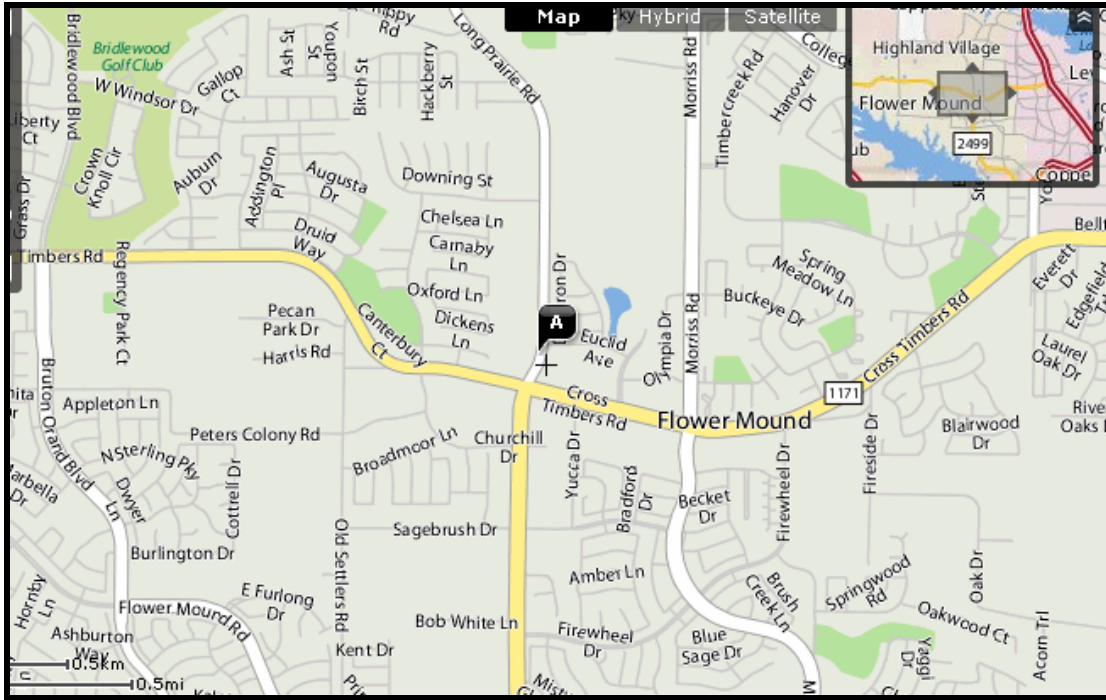 Map
Hybrid
Satellite
Highland Village
Flower Mound
2499
Bridlewood
Golf Club
Bridlewood Blvd
W Windsor Dr
Gallop
Ct
Ash St
Youpon
St
Birch St
Hackberry
St
Rd
Long Prairie Rd
Morriss Rd
Timbercreek Rd
Hanover
Dr
College
Crown
Knoll Cir
Auburn
Dr
Addington
Pl
Augusta
Dr
Druid
Way
Downing St
Chelsea Ln
Carnaby
Ln
Oxford Ln
Dickens
Ln
Grass Dr
Timbers Rd
Regency Park Ct
Pecan
Park Dr
Harris Rd
Canterbury
Ct
A
Euclid
Ave
Olympia Dr
Morriss Rd
Buckeye Dr
Spring
Meadow Ln
Cross Timbers Rd
1171
Everett
Dr
Laurel
Oak Dr
Cross
Timbers Rd
Flower Mound
Bruton Orand Blvd
Appleton Ln
Peters Colony Rd
N Sterling Pky
Dwyer
Ln
Cottrell Dr
Burlington Dr
Broadmoor Ln
Churchill
Dr
Yucca Dr
Bradford
Dr
Becket
Dr
Firewheel Dr
Fireside Dr
Blairwood
Dr
Sagebrush Dr
Old Settlers Rd
Amber Ln
Brush
Creek Ln
Springwood
Rd
Oak Dr
Oakwood Ct
Acorn Trl
Hornby
Ln
Flower Mound Rd
E Furlong
Dr
Ashburton
Way
Bob White Ln
Firewheel
Dr
Blue
Sage Dr
Yaggi
Dr
Kent Dr
0.5km
0.5mi